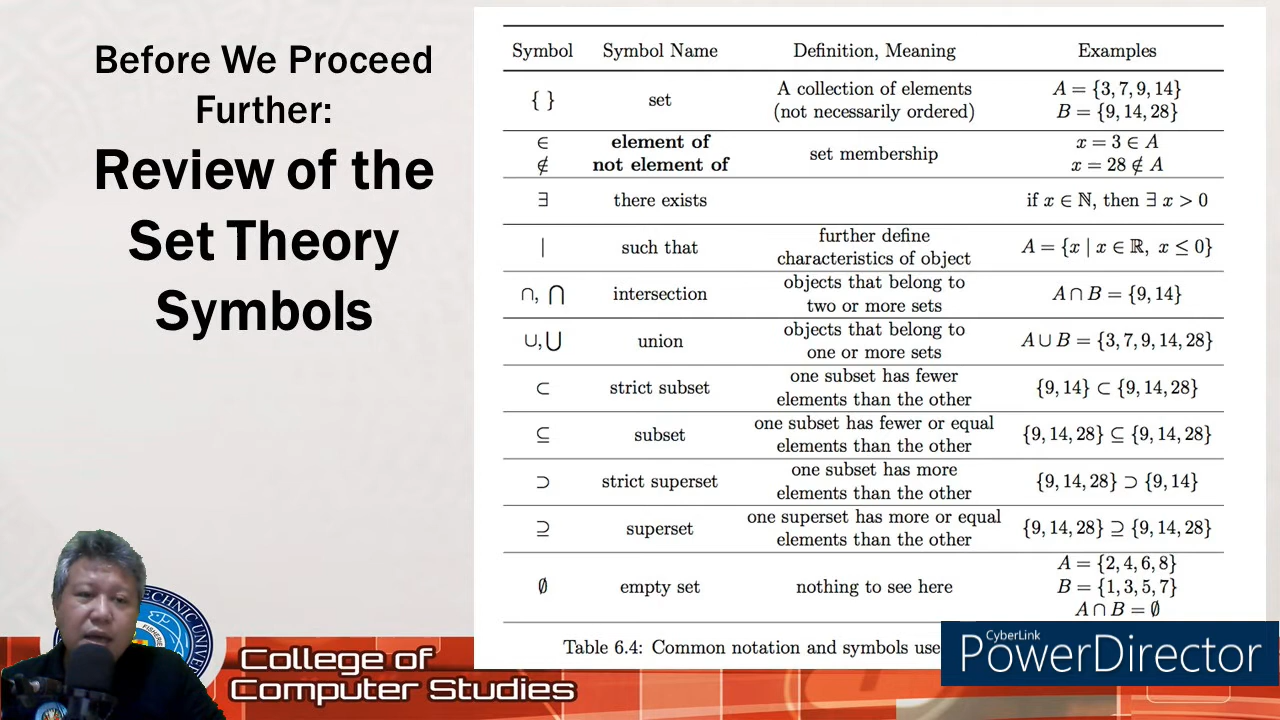 Before We Proceed
Further:
Review of the
Set Theory
Symbols
Symbol Symbol Name Definition, Meaning Examples
{ } set A collection of elements (not necessarily ordered) A = {3, 7, 9, 14} B = {9, 14, 28}
∈ element of set membership x = 3 ∈ A
∉ not element of x = 28 ∉ A
∃ there exists if x ∈ ℕ, then ∃ x > 0
| such that further define characteristics of object A = {x | x ∈ ℝ, x ≤ 0}
∩, ⋂ intersection objects that belong to two or more sets A ∩ B = {9, 14}
∪, ⋃ union objects that belong to one or more sets A ∪ B = {3, 7, 9, 14, 28}
⊂ strict subset one subset has fewer elements than the other {9, 14} ⊂ {9, 14, 28}
⊆ subset one subset has fewer or equal elements than the other {9, 14, 28} ⊆ {9, 14, 28}
⊃ strict superset one subset has more elements than the other {9, 14, 28} ⊃ {9, 14}
⊇ superset one superset has more or equal elements than the other {9, 14, 28} ⊇ {9, 14, 28}
∅ empty set nothing to see here A = {2, 4, 6, 8} B = {1, 3, 5, 7} A ∩ B = ∅
Table 6.4: Common notation and symbols use
College of
Computer Studies
CyberLink
PowerDirector